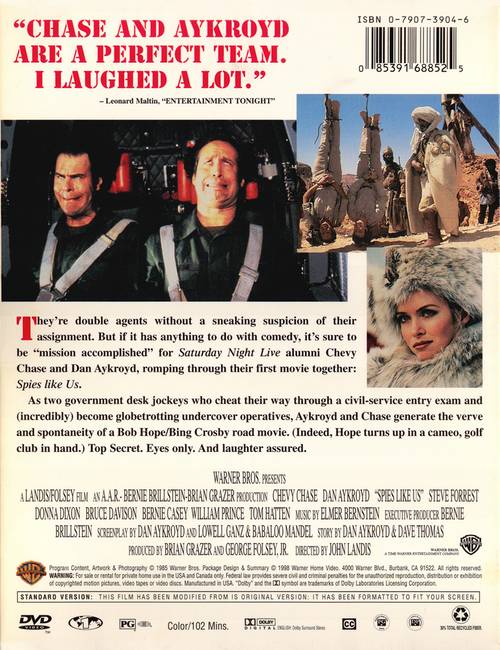 “CHASE AND AYKROYD
ARE A PERFECT TEAM.
I LAUGHED A LOT.”
– Leonard Maltin, “ENTERTAINMENT TONIGHT”
ISBN 0-7907-3904-6
0 85391 68852 5
They’re double agents without a sneaking suspicion of their
assignment. But if it has anything to do with comedy, it’s sure to
be “mission accomplished” for Saturday Night Live alumni Chevy
Chase and Dan Aykroyd, romping through their first movie together:
Spies like Us.
As two government desk jockeys who cheat their way through a civil-service entry exam and
(incredibly) become globetrotting undercover operatives, Aykroyd and Chase generate the verve
and spontaneity of a Bob Hope/Bing Crosby road movie. (Indeed, Hope turns up in a cameo, golf
club in hand.) Top Secret. Eyes only. And laughter assured.
WARNER BROS. PRESENTS
A LANDIS/FOLSEY FILM AN A.A.R.- BERNIE BRILLSTEIN-BRIAN GRAZER PRODUCTION CHEVY CHASE DAN AYKROYD “SPIES LIKE US” STEVE FORREST
DONNA DIXON BRUCE DAVISON BERNIE CASEY WILLIAM PRINCE TOM HATTEN MUSIC BY ELMER BERNSTEIN EXECUTIVE PRODUCER BERNIE
BRILLSTEIN SCREENPLAY BY DAN AYKROYD AND LOWELL GANZ & BABALOO MANDEL STORY BY DAN AYKROYD & DAVE THOMAS
PRODUCED BY BRIAN GRAZER AND GEORGE FOLSEY, JR. DIRECTED BY JOHN LANDIS
WARNER BROS.
A TIME WARNER ENTERTAINMENT COMPANY
Program Content, Artwork & Photography © 1985 Warner Bros. Package Design & Summary © 1998 Warner Home Video. 4000 Warner Blvd., Burbank, CA 91522. All rights reserved.
WARNING: For sale or rental for private home use in the USA and Canada only. Federal law provides severe civil and criminal penalties for the unauthorized reproduction, distribution or exhibition
of copyrighted motion pictures, video tapes or video discs. Manufactured in USA. "Dolby" and the DD symbol are trademarks of Dolby Laboratories Licensing Corporation.
STANDARD VERSION: THIS FILM HAS BEEN MODIFIED FROM IS ORIGINAL VERSION: IT HAS BEEN FORMATTED TO FIT YOUR SCREEN.
DVD VIDEO TM PG Color/102 Mins. DOLBY DIGITAL ENGLISH: Dolby Surround Stereo CC 30% TOTAL RECYCLED FIBER